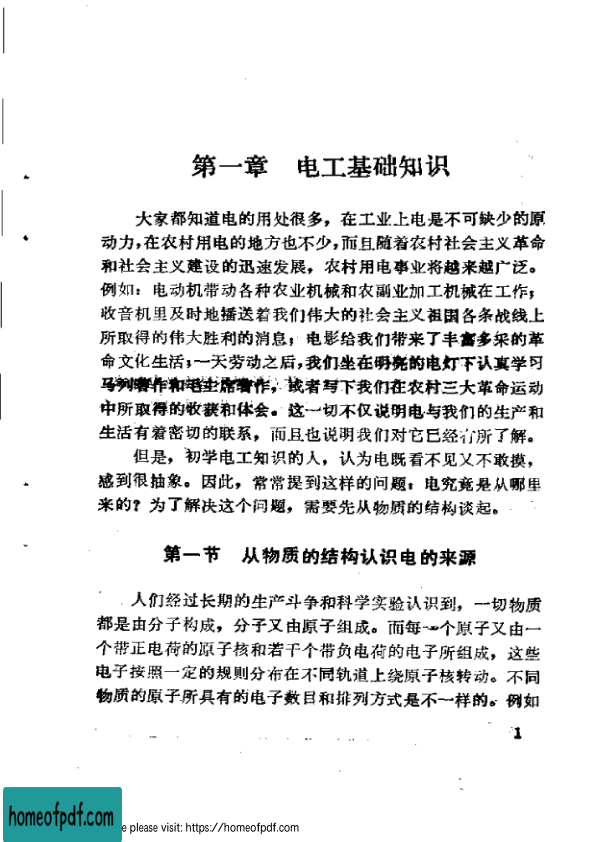 第一章 电工基础知识
大家都知道电的用处很多，在工业上电是不可缺少的原
动力，在农村用电的地方也不少，而且随着农村社会主义革命
和社会主义建设的迅速发展，农村用电事业将越来越广泛。
例如：电动机带动各种农业机械和农副业加工机械在工作；
收音机里及时地播送着我们伟大的社会主义祖国各条战线上
所取得的伟大胜利的消息；电影给我们带来了丰富多采的革
命文化生活；一天劳动之后，我们坐在明亮的电灯下认真学习
马列著作和毛主席著作，或者写下我们在农村三大革命运动
中所取得的收获和体会。这一切不仅说明电与我们的生产和
生活有着密切的联系，而且也说明我们对它已经有所了解。
但是，初学电工知识的人，认为电既看不见又不敢摸，
感到很抽象。因此，常常提到这样的问题：电究竟是从哪里
来的？为了解决这个问题，需要先从物质的结构谈起。
第一节 从物质的结构认识电的来源
人们经过长期的生产斗争和科学实验认识到，一切物质
都是由分子构成，分子又由原子组成。而每一个原子又由一
个带正电荷的原子核和若干个带负电荷的电子所组成，这些
电子按照一定的规则分布在不同轨道上绕原子核转动。不同
物质的原子所具有的电子数目和排列方式是不一样的。例如
1
homeofpdf.com
e please visit: https://homeofpdf.com